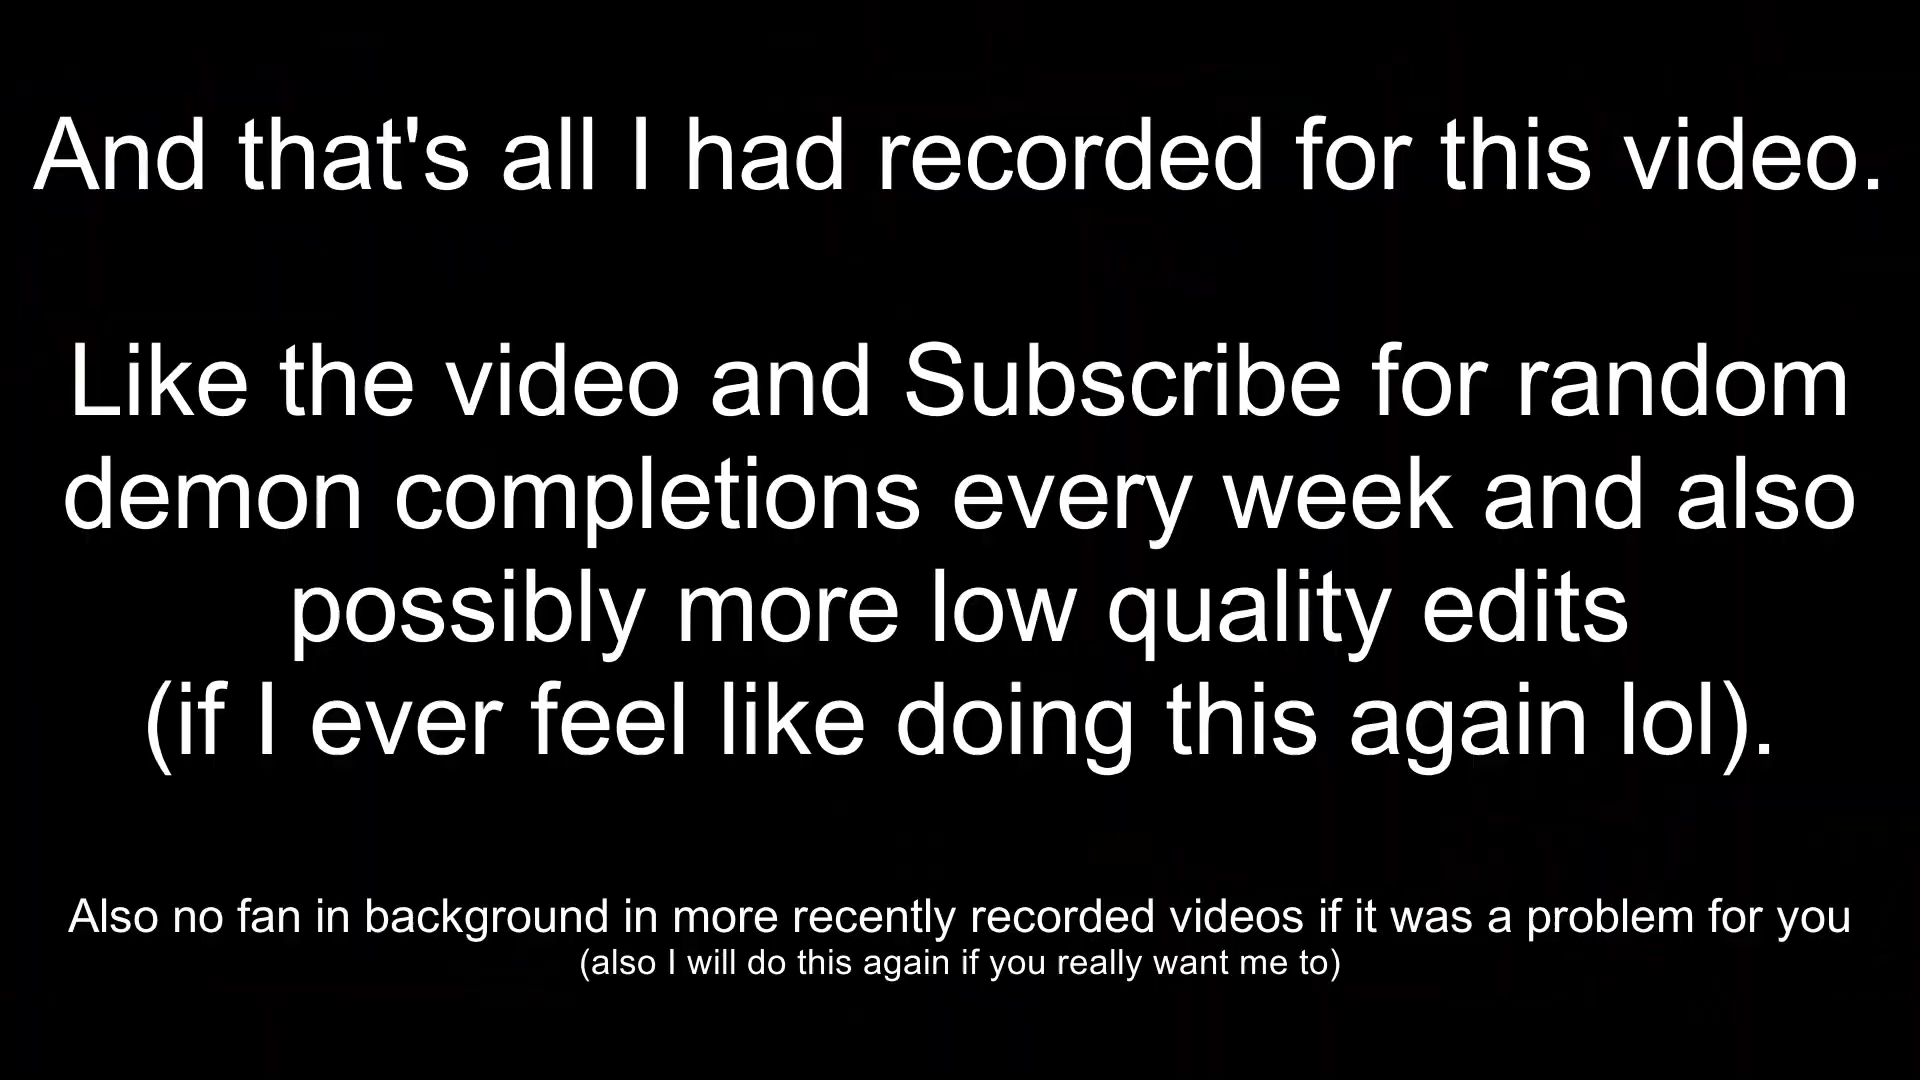 And that's all I had recorded for this video.
Like the video and Subscribe for random
demon completions every week and also
possibly more low quality edits
(if I ever feel like doing this again lol).
Also no fan in background in more recently recorded videos if it was a problem for you
(also I will do this again if you really want me to)